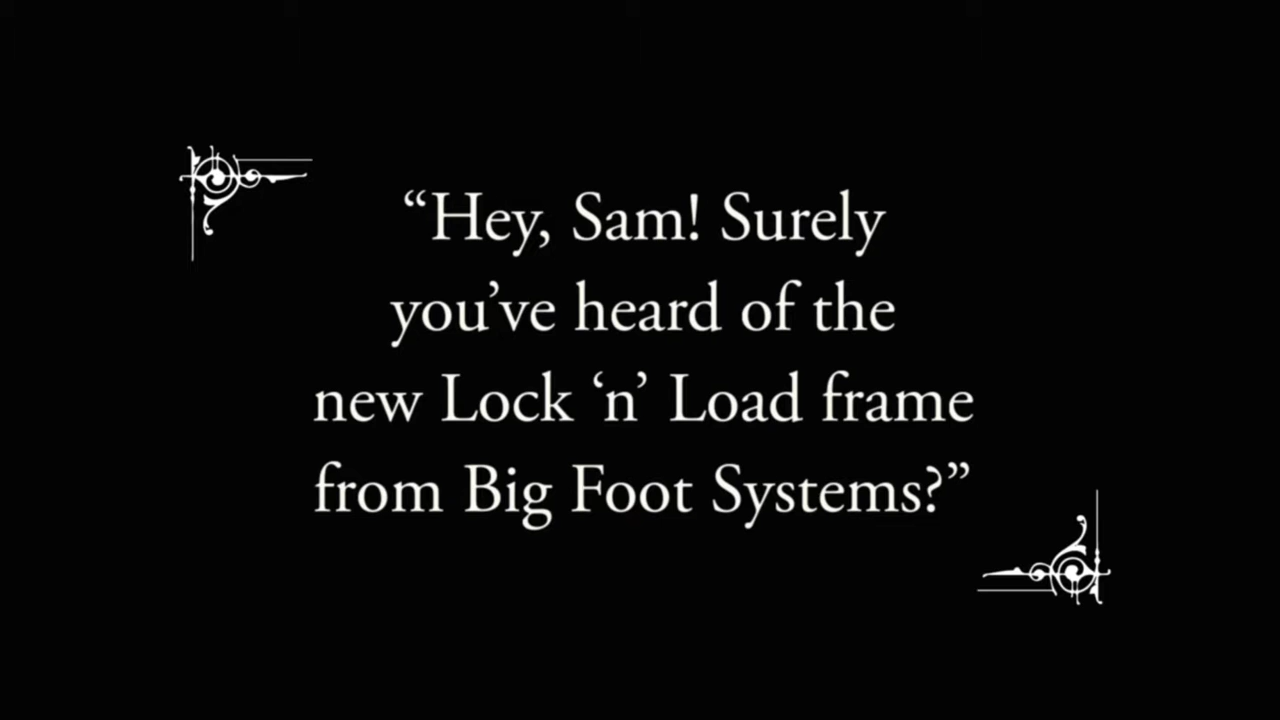 “Hey, Sam! Surely
you’ve heard of the
new Lock ‘n’ Load frame
from Big Foot Systems?”